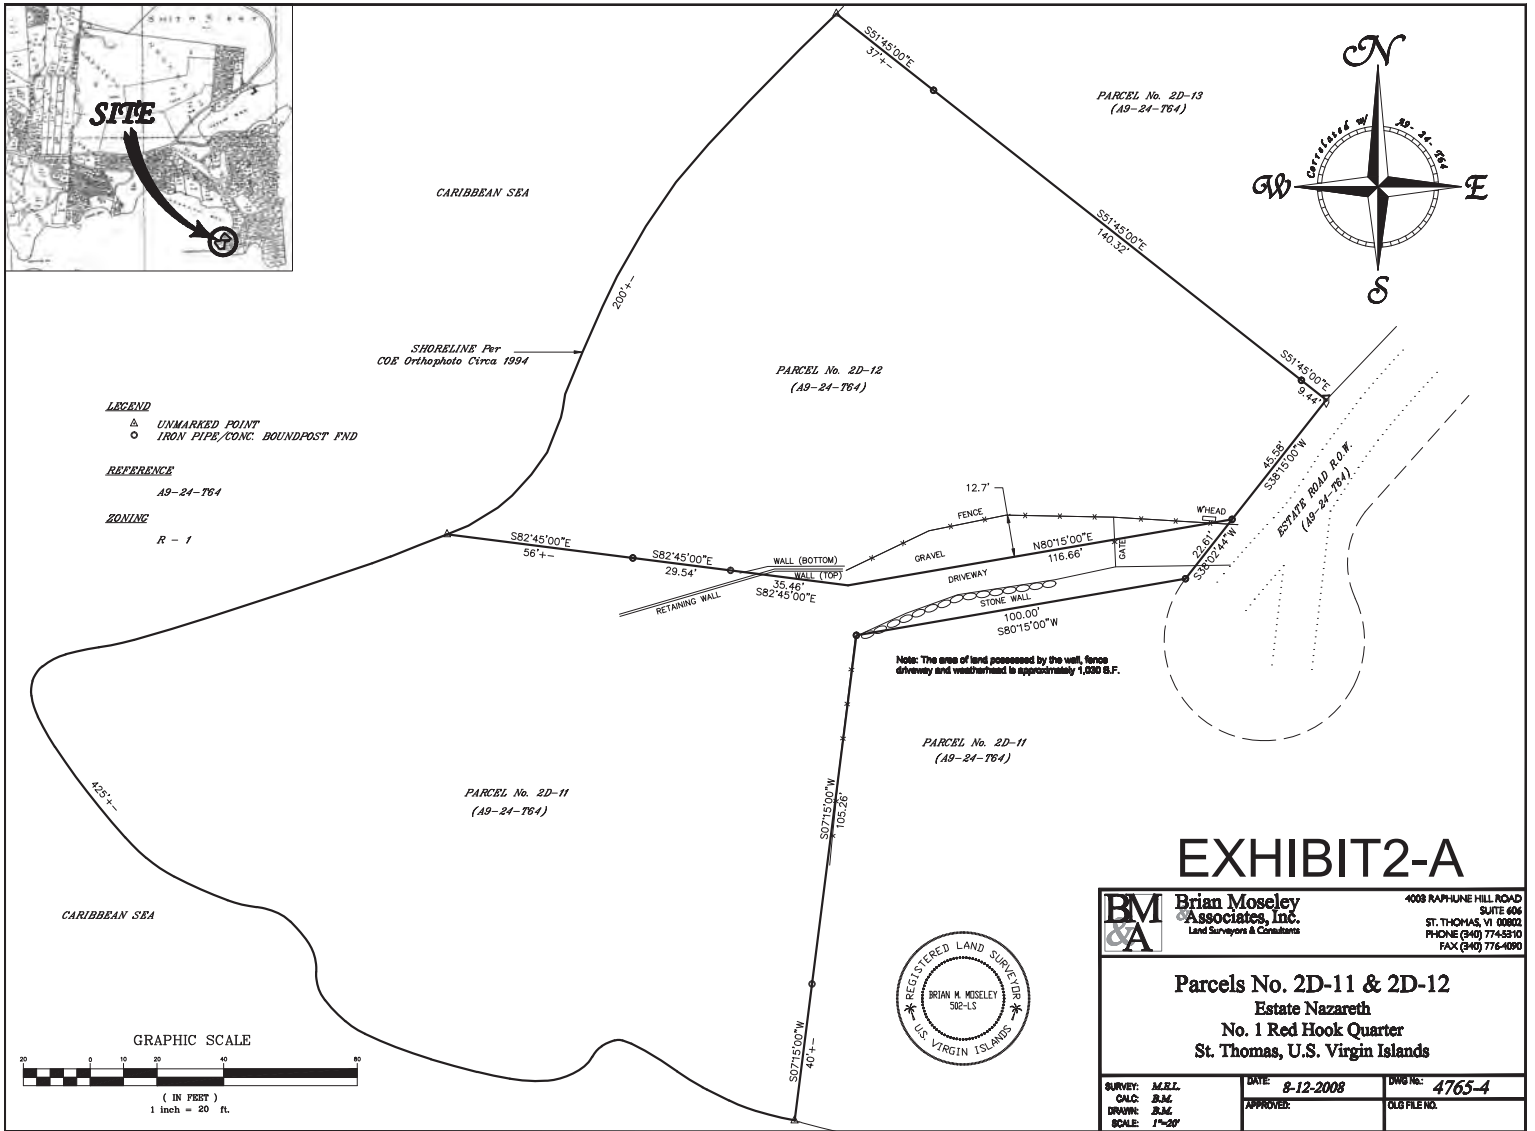 SITE
CARIBBEAN SEA
SHORELINE Per
COE Orthophoto Circa 1994
LEGEND
UNMARKED POINT
IRON PIPE/CONC. BOUNDPOST FND
REFERENCE
A9-24-T64
ZONING
R - 1
S51°45'00"E
37'+-
PARCEL No. 2D-13
(A9-24-T64)
N
W
E
S
Correlated W/ A9-24-T64
S51°45'00"E
140.32'
200'+-
PARCEL No. 2D-12
(A9-24-T64)
S51°45'00"E
9.44'
45.58'
S38°15'00"W
ESTATE ROAD R.O.W.
(A9-24-T64)
12.7'
FENCE
W'HEAD
GRAVEL
N80°15'00"E
116.66'
GATE
22.61'
S38°02'44"W
DRIVEWAY
S82°45'00"E
56'+-
S82°45'00"E
29.54'
WALL (BOTTOM)
WALL (TOP)
35.46'
S82°45'00"E
RETAINING WALL
STONE WALL
100.00'
S80°15'00"W
Note: The area of land possessed by the wall, fence
driveway and weatherhead is approximately 1,030 S.F.
PARCEL No. 2D-11
(A9-24-T64)
PARCEL No. 2D-11
(A9-24-T64)
S07°15'00"W
105.26'
425'+-
CARIBBEAN SEA
S07°15'00"W
40'+-
GRAPHIC SCALE
20 0 10 20 40 80
( IN FEET )
1 inch = 20 ft.
REGISTERED LAND SURVEYOR
BRIAN M. MOSELEY
502-LS
U.S. VIRGIN ISLANDS
EXHIBIT2-A
BM&A
Brian Moseley
& Associates, Inc.
Land Surveyors & Consultants
4003 RAPHUNE HILL ROAD
SUITE 606
ST. THOMAS, VI 00802
PHONE (340) 774-5310
FAX (340) 776-4090
Parcels No. 2D-11 & 2D-12
Estate Nazareth
No. 1 Red Hook Quarter
St. Thomas, U.S. Virgin Islands
SURVEY: M.E.L.
CALC: B.M.
DRAWN: B.M.
SCALE: 1"=20'
DATE: 8-12-2008
APPROVED:
DWG No.: 4765-4
OLG FILE NO.